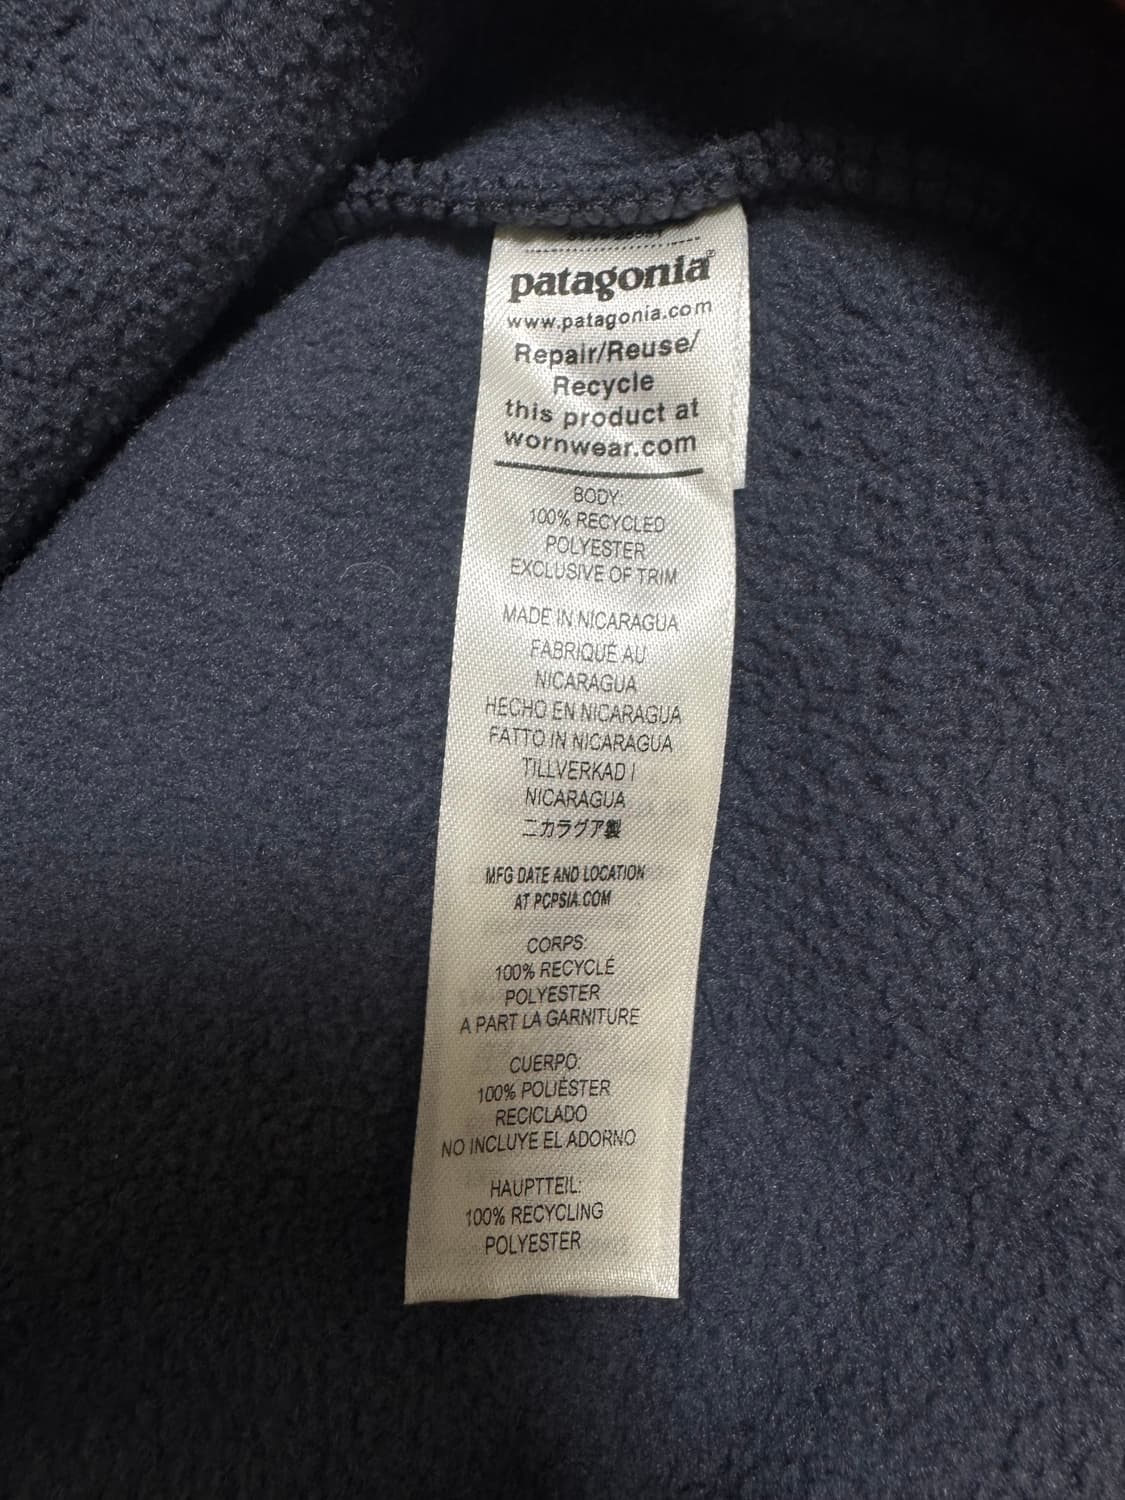 patagonia®
www.patagonia.com
Repair/Reuse/
Recycle
this product at
wornwear.com
BODY:
100% RECYCLED
POLYESTER
EXCLUSIVE OF TRIM
MADE IN NICARAGUA
FABRIQUÉ AU
NICARAGUA
HECHO EN NICARAGUA
FATTO IN NICARAGUA
TILLVERKAD I
NICARAGUA
ニカラグア製
MFG DATE AND LOCATION
AT PCPSIA.COM
CORPS:
100% RECYCLÉ
POLYESTER
A PART LA GARNITURE
CUERPO:
100% POLIÉSTER
RECICLADO
NO INCLUYE EL ADORNO
HAUPTTEIL:
100% RECYCLING
POLYESTER